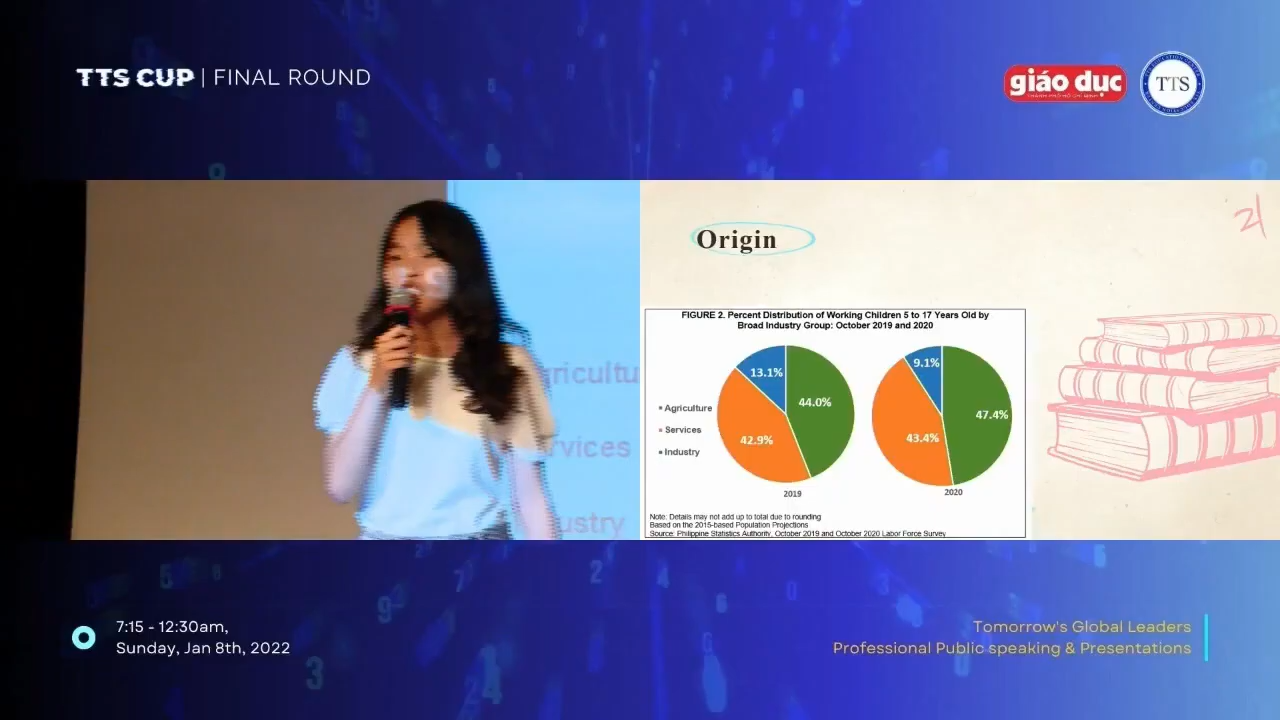 TTS CUP | FINAL ROUND
giáo dục
TTS
Origin
21
FIGURE 2. Percent Distribution of Working Children 5 to 17 Years Old by
Broad Industry Group: October 2019 and 2020
13.1%
44.0%
42.9%
9.1%
47.4%
43.4%
Agriculture
Services
Industry
2019
2020
Note: Details may not add up to total due to rounding
Based on the 2015-based Population Projections
Source: Philippine Statistics Authority, October 2019 and October 2020 Labor Force Survey
gricultu
rvices
ustry
7:15 - 12:30am,
Sunday, Jan 8th, 2022
Tomorrow's Global Leaders
Professional Public speaking & Presentations